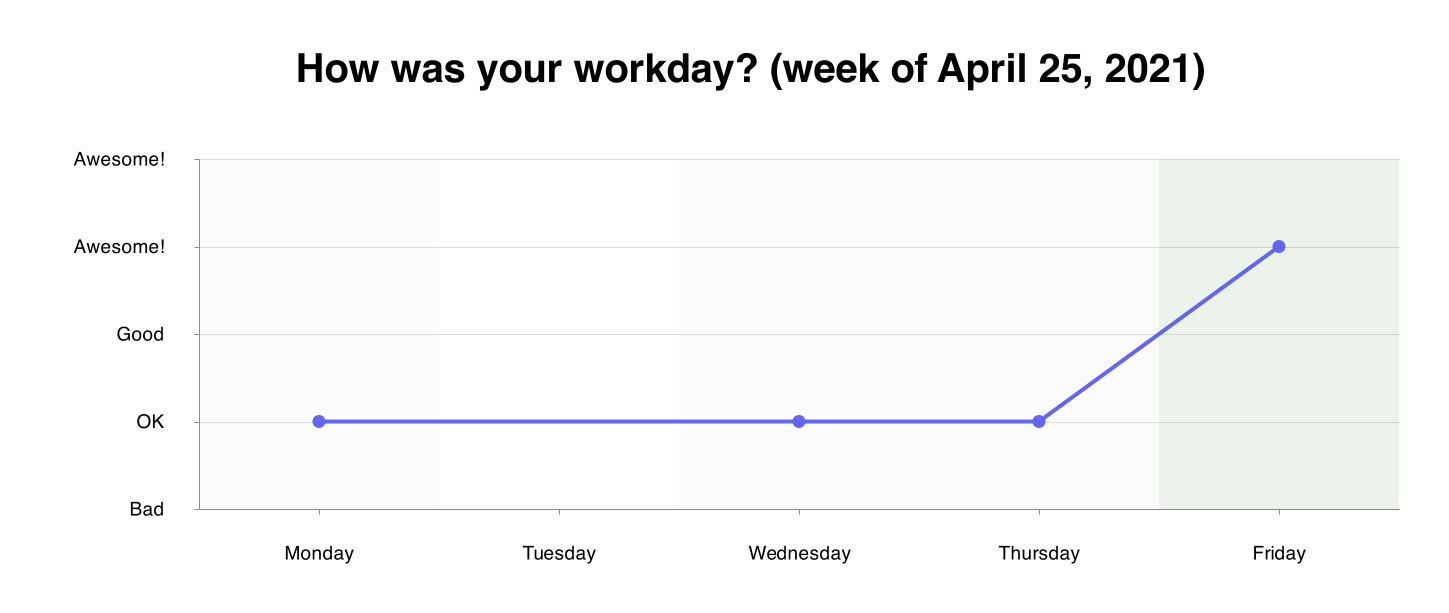 How was your workday? (week of April 25, 2021)
Awesome!
Awesome!
Good
OK
Bad
Monday Tuesday Wednesday Thursday Friday